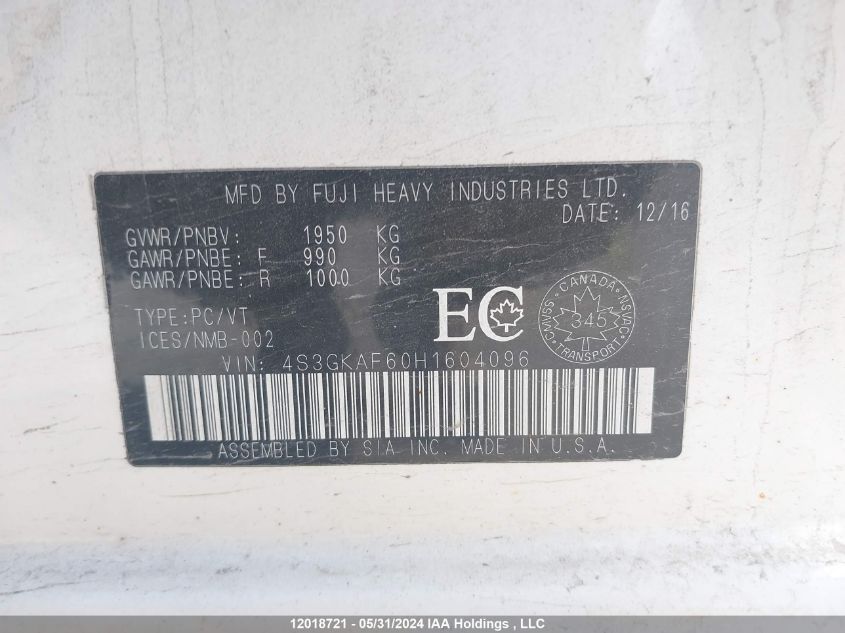 MFD BY FUJI HEAVY INDUSTRIES LTD.
DATE: 12/16
GVWR/PNBV: 1950 KG
GAWR/PNBE: F 990 KG
GAWR/PNBE: R 1000 KG
TYPE:PC/VT
ICES/NMB-002
EC
CANADA
CMVSS 345 NSVAC
TRANSPORT
VIN: 4S3GKAF60H1604096
ASSEMBLED BY SIA INC. MADE IN U.S.A.
12018721 - 05/31/2024 IAA Holdings , LLC